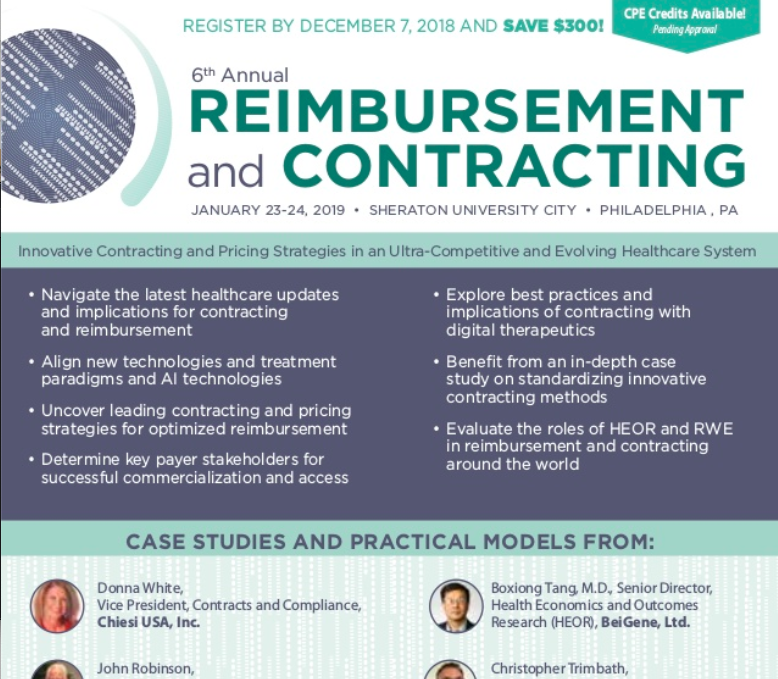 REGISTER BY DECEMBER 7, 2018 AND SAVE $300!
CPE Credits Available!
Pending Approval
6th Annual
REIMBURSEMENT
and CONTRACTING
JANUARY 23-24, 2019 • SHERATON UNIVERSITY CITY • PHILADELPHIA , PA
Innovative Contracting and Pricing Strategies in an Ultra-Competitive and Evolving Healthcare System
• Navigate the latest healthcare updates
and implications for contracting
and reimbursement
• Align new technologies and treatment
paradigms and AI technologies
• Uncover leading contracting and pricing
strategies for optimized reimbursement
• Determine key payer stakeholders for
successful commercialization and access
• Explore best practices and
implications of contracting with
digital therapeutics
• Benefit from an in-depth case
study on standardizing innovative
contracting methods
• Evaluate the roles of HEOR and RWE
in reimbursement and contracting
around the world
CASE STUDIES AND PRACTICAL MODELS FROM:
Donna White,
Vice President, Contracts and Compliance,
Chiesi USA, Inc.
Boxiong Tang, M.D., Senior Director,
Health Economics and Outcomes
Research (HEOR), BeiGene, Ltd.
John Robinson,
Christopher Trimbath,